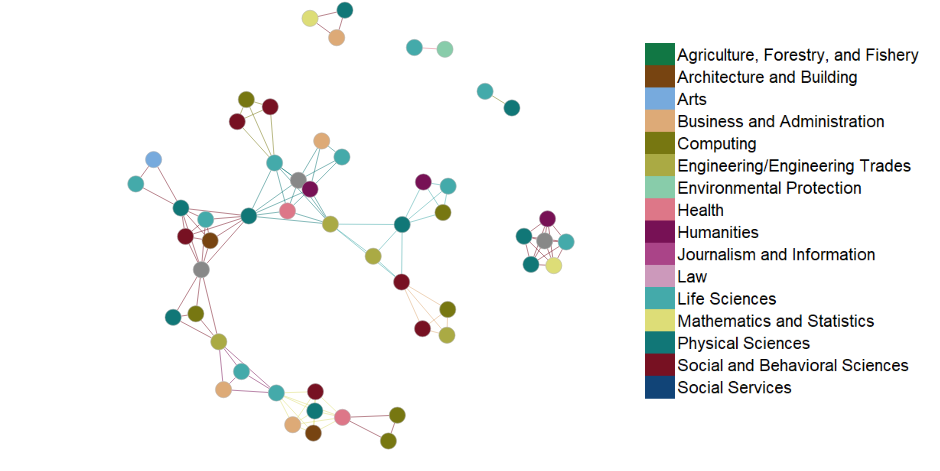 Agriculture, Forestry, and Fishery
Architecture and Building
Arts
Business and Administration
Computing
Engineering/Engineering Trades
Environmental Protection
Health
Humanities
Journalism and Information
Law
Life Sciences
Mathematics and Statistics
Physical Sciences
Social and Behavioral Sciences
Social Services